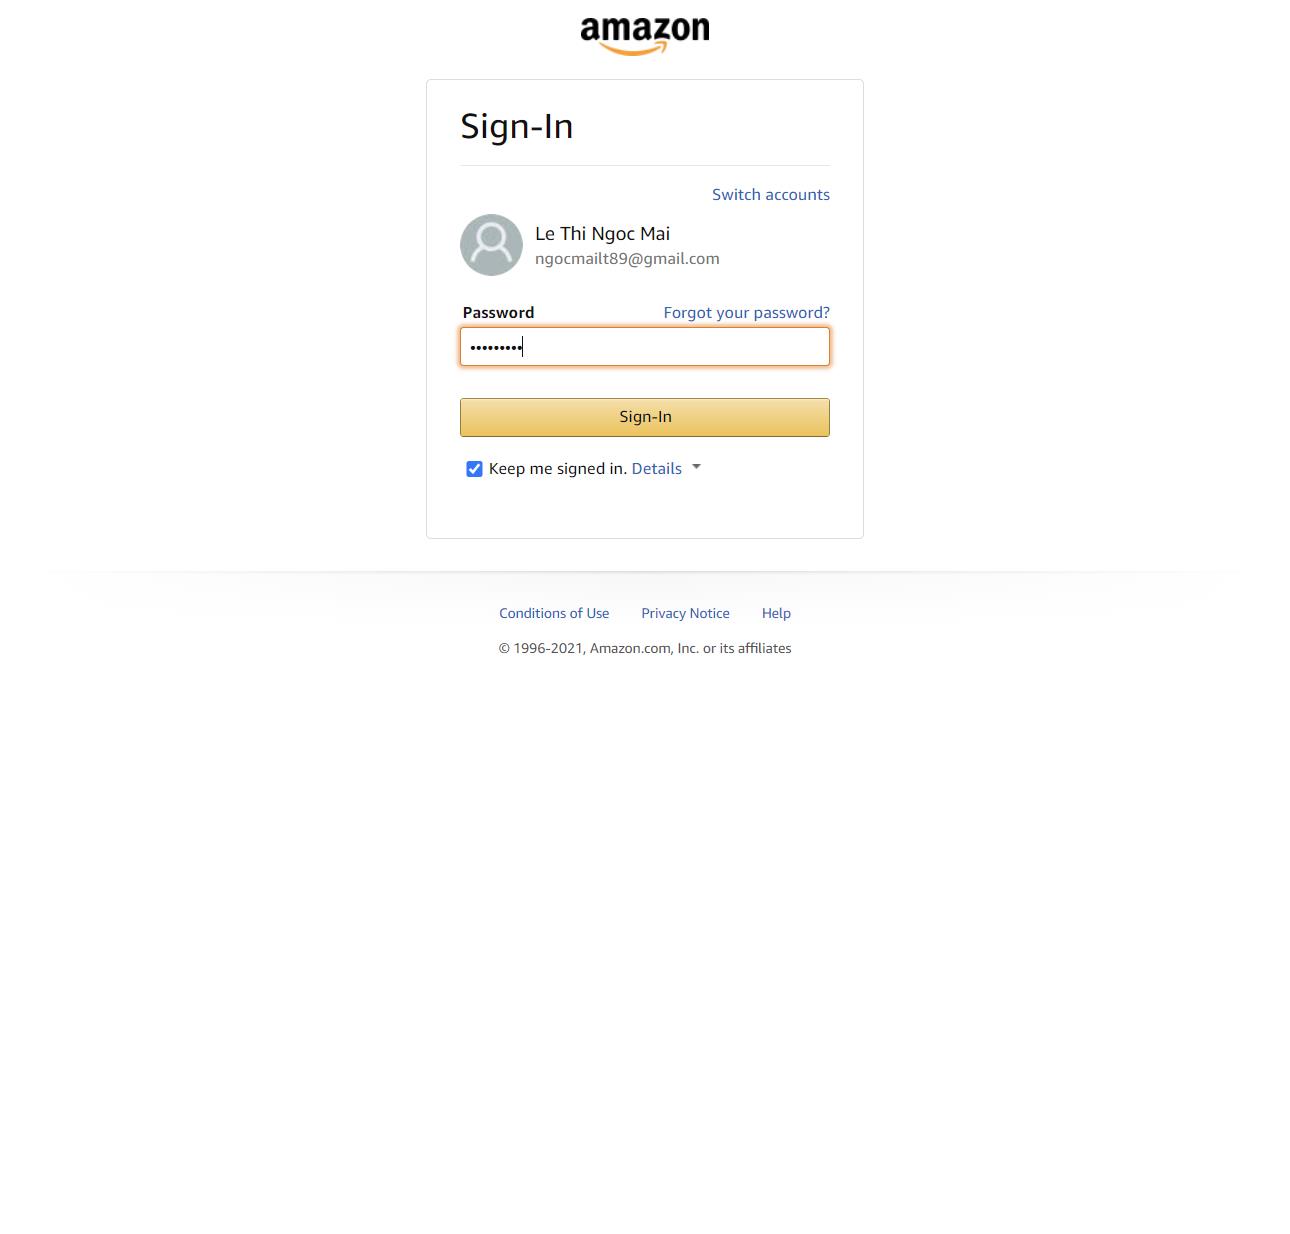 amazon
Sign-In
Switch accounts
Le Thi Ngoc Mai
ngocmailt89@gmail.com
Password Forgot your password?
•••••••••
Sign-In
Keep me signed in. Details
Conditions of Use Privacy Notice Help
© 1996-2021, Amazon.com, Inc. or its affiliates